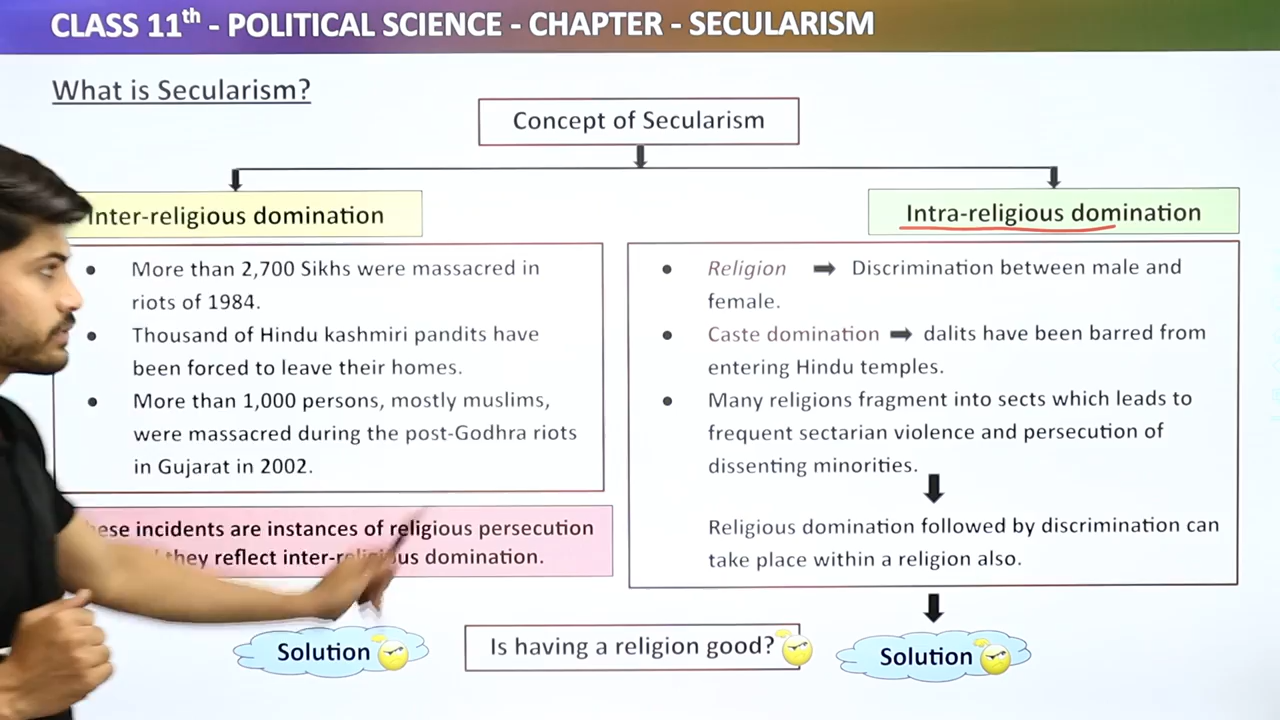 CLASS 11th - POLITICAL SCIENCE - CHAPTER - SECULARISM
What is Secularism?
Concept of Secularism
Inter-religious domination
• More than 2,700 Sikhs were massacred in
riots of 1984.
• Thousand of Hindu kashmiri pandits have
been forced to leave their homes.
• More than 1,000 persons, mostly muslims,
were massacred during the post-Godhra riots
in Gujarat in 2002.
incidents are instances of religious persecution
they reflect inter-religious domination.
Solution
Intra-religious domination
• Religion ➡ Discrimination between male and
female.
• Caste domination ➡ dalits have been barred from
entering Hindu temples.
• Many religions fragment into sects which leads to
frequent sectarian violence and persecution of
dissenting minorities.
Religious domination followed by discrimination can
take place within a religion also.
Is having a religion good?
Solution